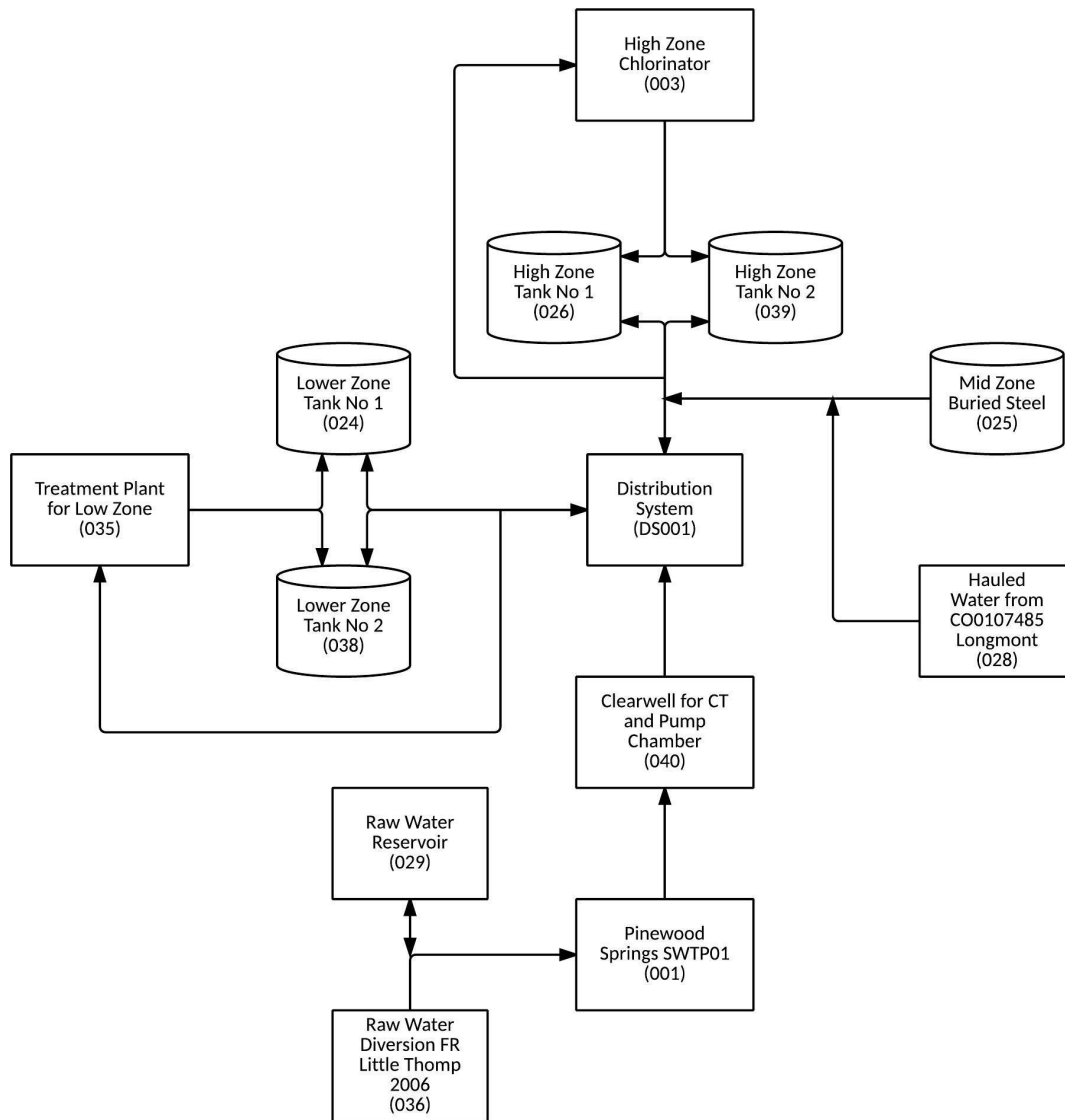 High Zone
Chlorinator
(003)
High Zone
Tank No 1
(026)
High Zone
Tank No 2
(039)
Lower Zone
Tank No 1
(024)
Mid Zone
Buried Steel
(025)
Treatment Plant
for Low Zone
(035)
Distribution
System
(DS001)
Lower Zone
Tank No 2
(038)
Hauled
Water from
CO0107485
Longmont
(028)
Clearwell for CT
and Pump
Chamber
(040)
Raw Water
Reservoir
(029)
Pinewood
Springs SWTP01
(001)
Raw Water
Diversion FR
Little Thomp
2006
(036)